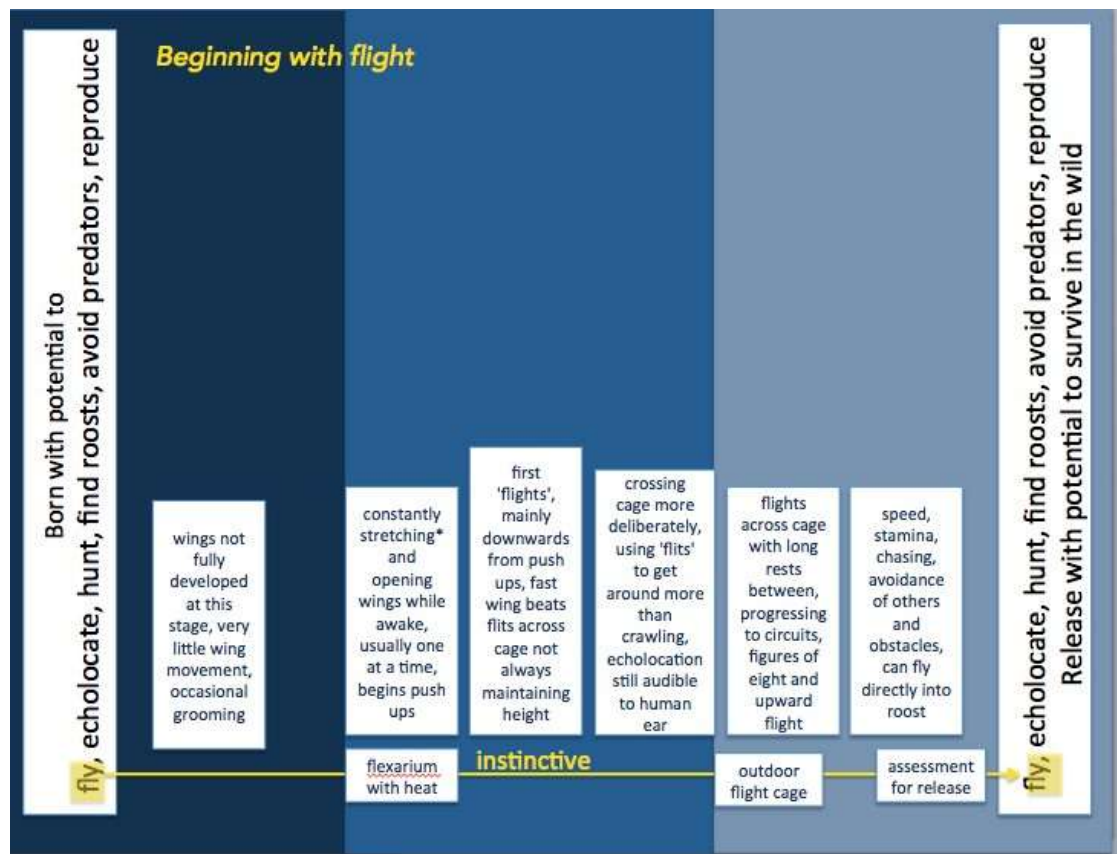 Beginning with flight
Born with potential to
fly, echolocate, hunt, find roosts, avoid predators, reproduce
wings not
fully
developed
at this
stage, very
little wing
movement,
occasional
grooming
constantly
stretching*
and
opening
wings while
awake,
usually one
at a time,
begins push
ups
first
'flights',
mainly
downwards
from push
ups, fast
wing beats
flits across
cage not
always
maintaining
height
crossing
cage more
deliberately,
using 'flits'
to get
around more
than
crawling,
echolocation
still audible
to human
ear
flights
across cage
with long
rests
between,
progressing
to circuits,
figures of
eight and
upward
flight
speed,
stamina,
chasing,
avoidance
of others
and
obstacles,
can fly
directly into
roost
flexarium
with heat
instinctive
outdoor
flight cage
assessment
for release
fly, echolocate, hunt, find roosts, avoid predators, reproduce
Release with potential to survive in the wild